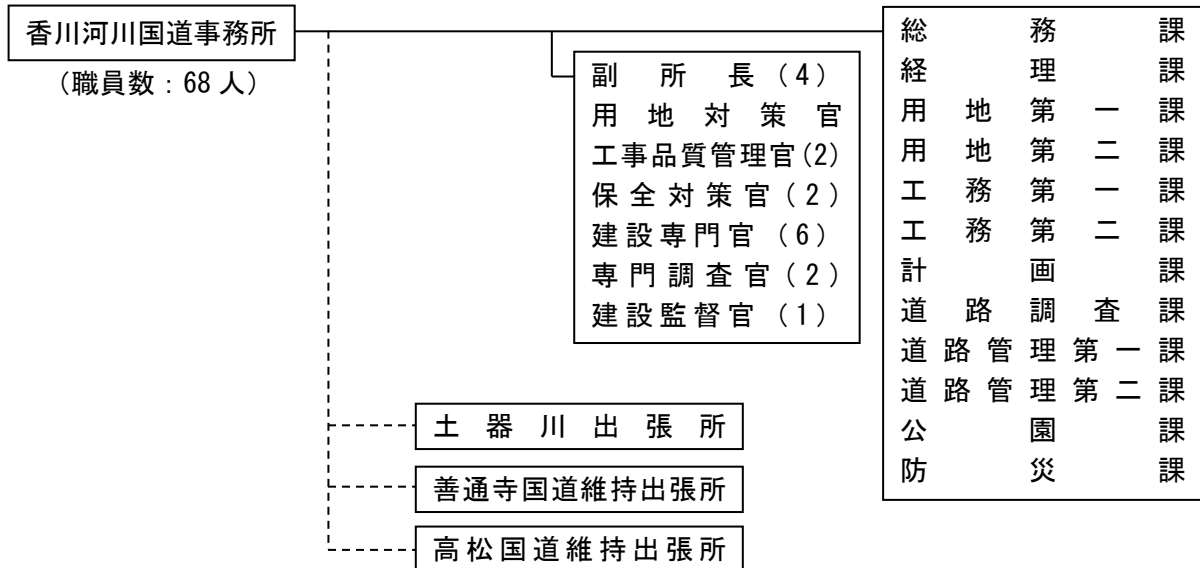 香川河川国道事務所
（職員数：68人）
副所長（4）
用地対策官
工事品質管理官(2)
保全対策官（2）
建設専門官（6）
専門調査官（2）
建設監督官（1）
総務課
経理課
用地第一課
用地第二課
工務第一課
工務第二課
計画課
道路調査課
道路管理第一課
道路管理第二課
公園課
防災課
土器川出張所
善通寺国道維持出張所
高松国道維持出張所